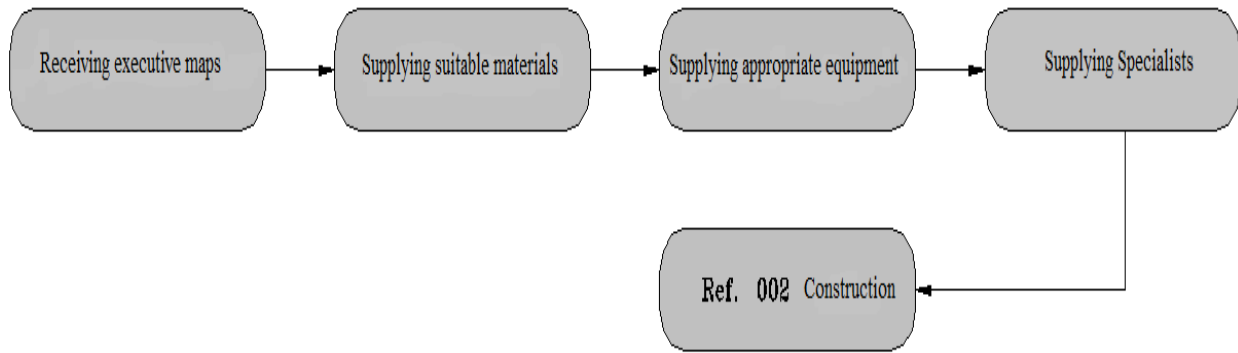 Receiving executive maps
Supplying suitable materials
Supplying appropriate equipment
Supplying Specialists
Ref. 002 Construction